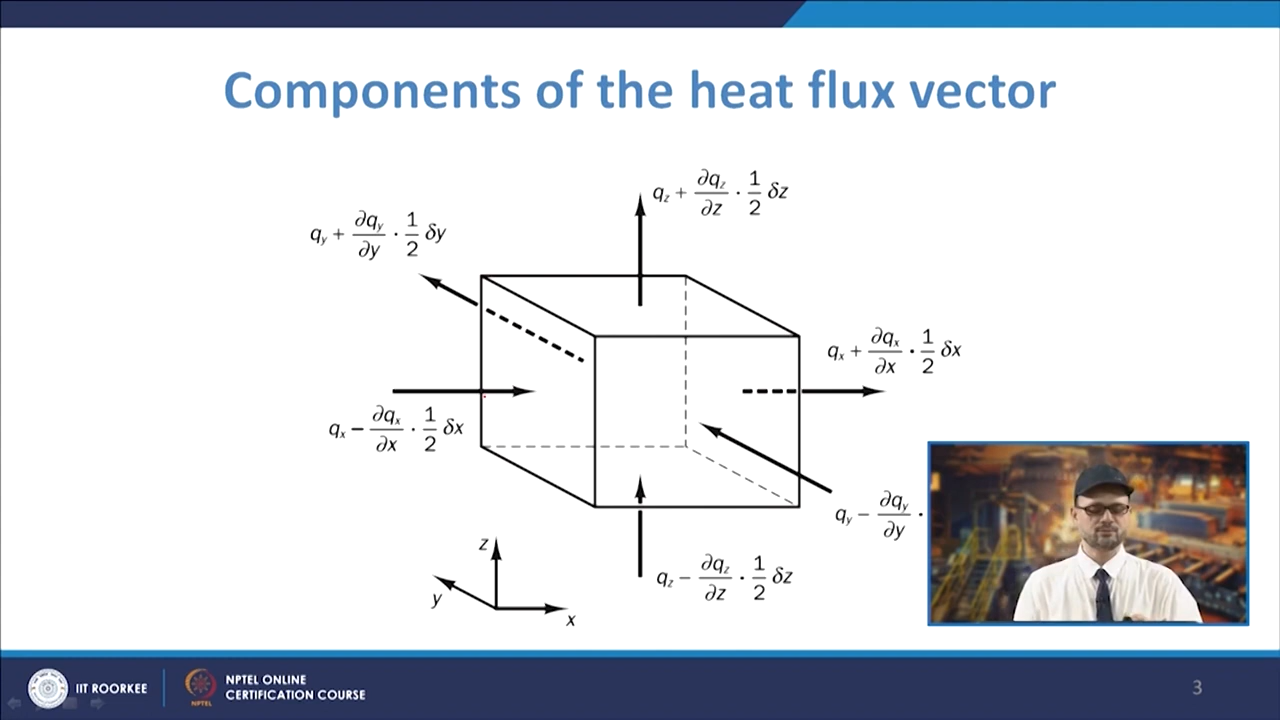 Components of the heat flux vector
q_z + ∂q_z/∂z · 1/2 δz
q_y + ∂q_y/∂y · 1/2 δy
q_x + ∂q_x/∂x · 1/2 δx
q_x − ∂q_x/∂x · 1/2 δx
q_y − ∂q_y/∂y ·
q_z − ∂q_z/∂z · 1/2 δz
z
y
x
IIT ROORKEE
NPTEL
NPTEL ONLINE
CERTIFICATION COURSE
3